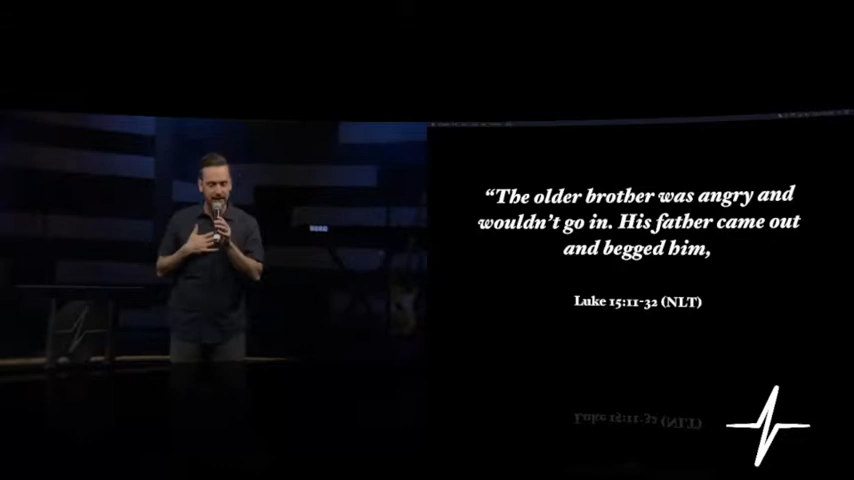 “The older brother was angry and
wouldn’t go in. His father came out
and begged him,
Luke 15:11-32 (NLT)